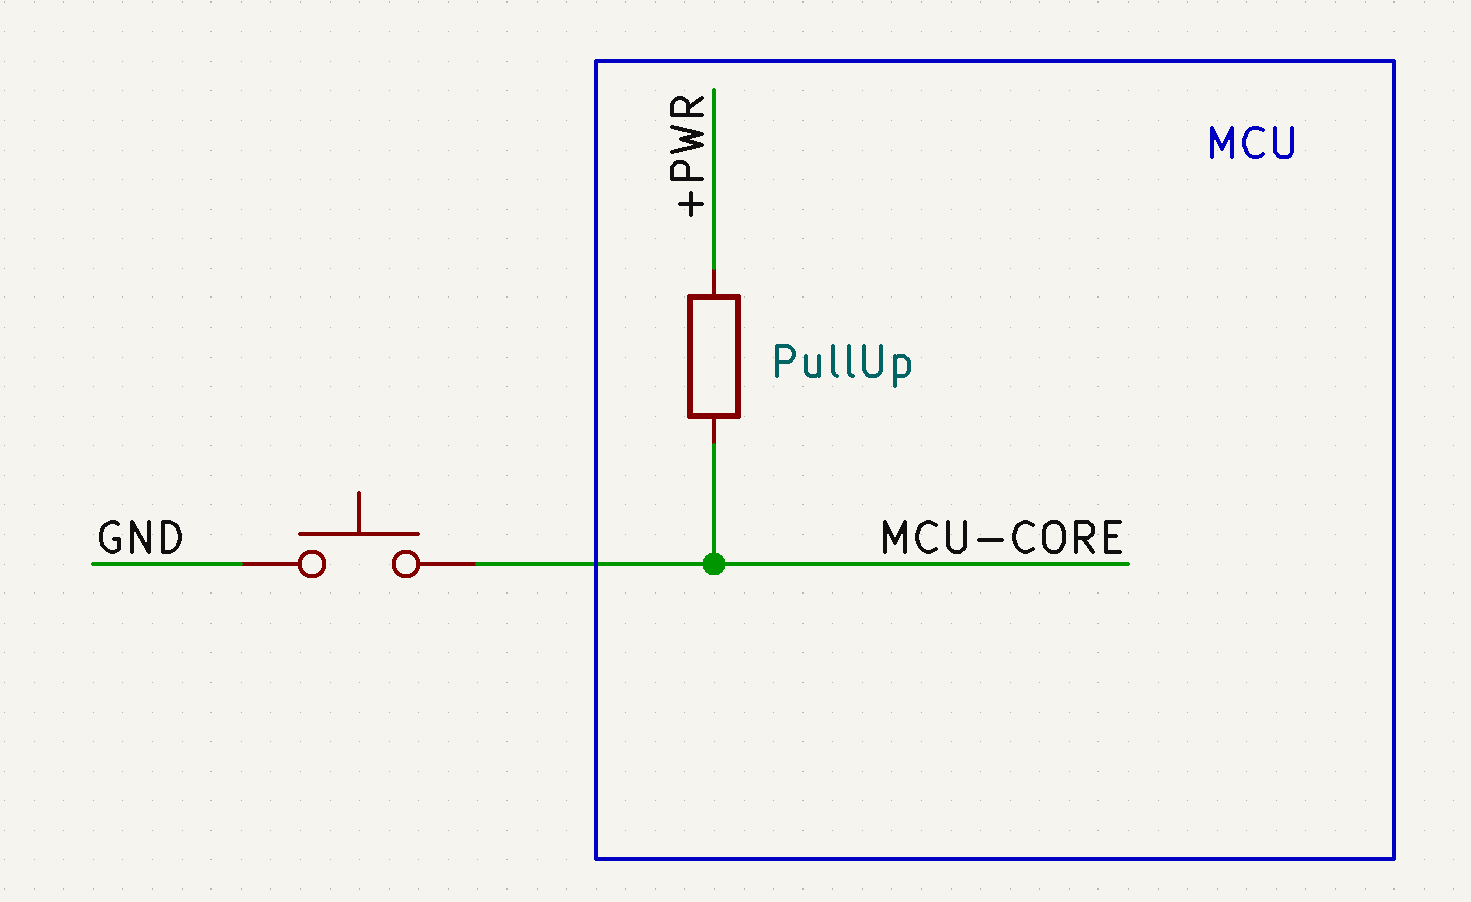 +PWR
MCU
PullUp
GND
MCU-CORE